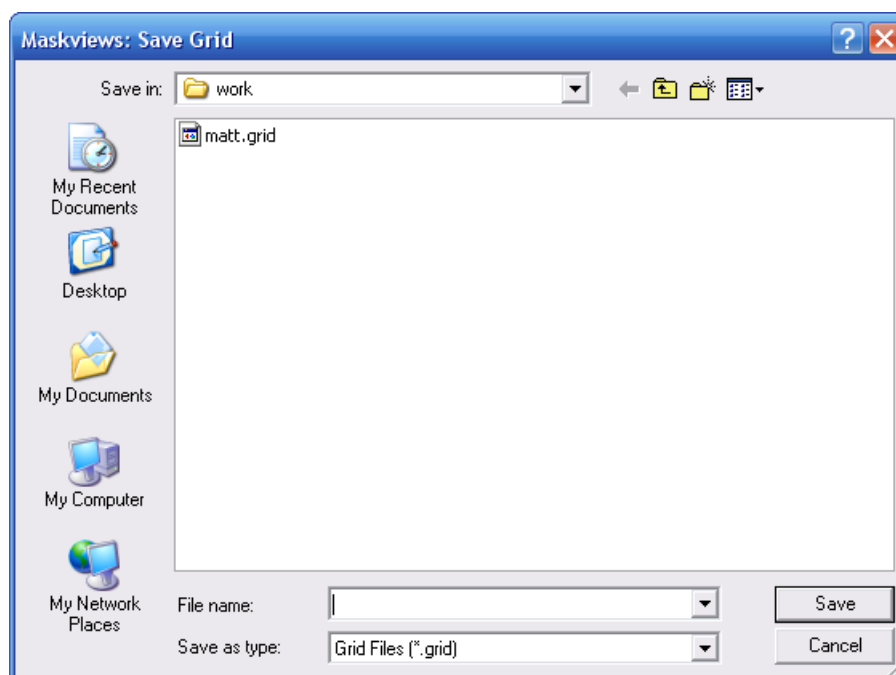 Maskviews: Save Grid
Save in:
work
matt.grid
My Recent
Documents
Desktop
My Documents
My Computer
My Network
Places
File name:
Save
Save as type:
Grid Files (*.grid)
Cancel